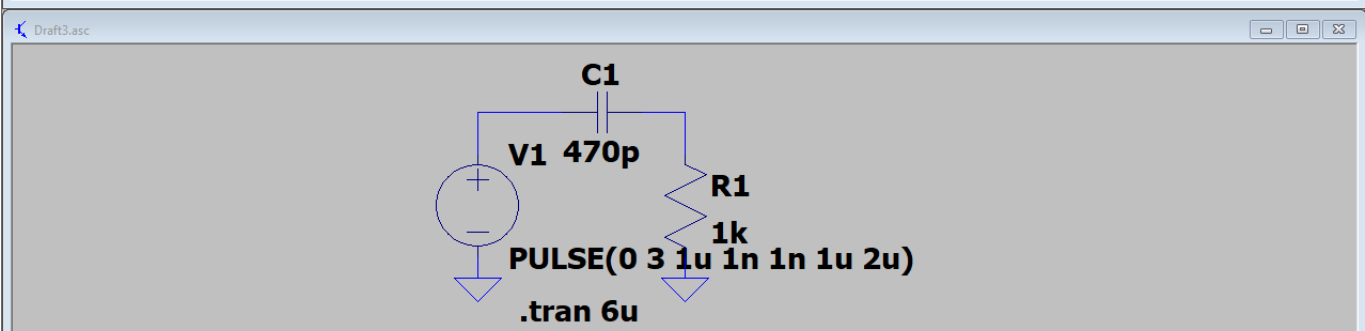 Draft3.asc
C1
V1 470p
R1
1k
PULSE(0 3 1u 1n 1n 1u 2u)
.tran 6u